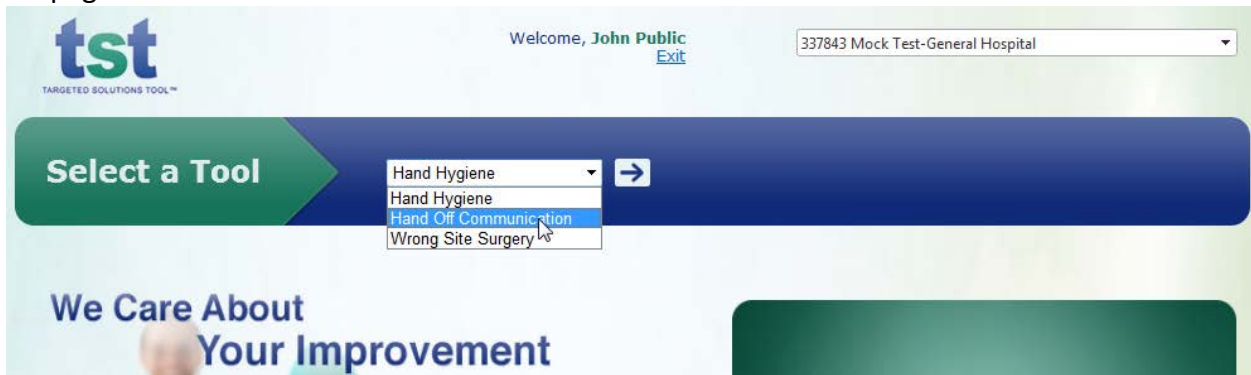 tst
TARGETED SOLUTIONS TOOL™
Welcome, John Public
Exit
337843 Mock Test-General Hospital
Select a Tool
Hand Hygiene
Hand Hygiene
Hand Off Communication
Wrong Site Surgery
We Care About
Your Improvement